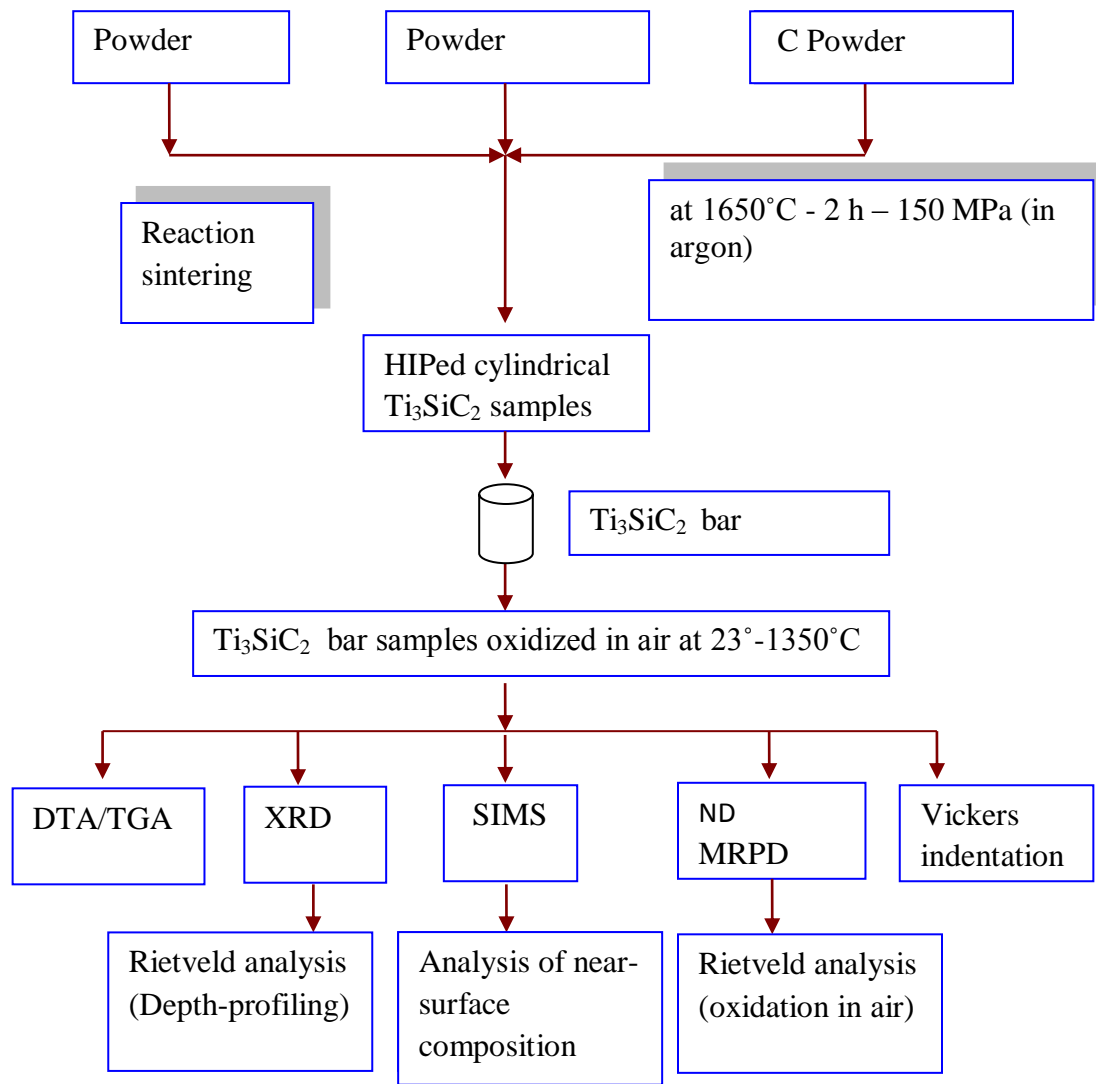 Powder
Powder
C Powder
Reaction
sintering
at 1650˚C - 2 h – 150 MPa (in
argon)
HIPed cylindrical
Ti₃SiC₂ samples
Ti₃SiC₂ bar
Ti₃SiC₂ bar samples oxidized in air at 23˚-1350˚C
DTA/TGA
XRD
SIMS
ND
MRPD
Vickers
indentation
Rietveld analysis
(Depth-profiling)
Analysis of near-
surface
composition
Rietveld analysis
(oxidation in air)